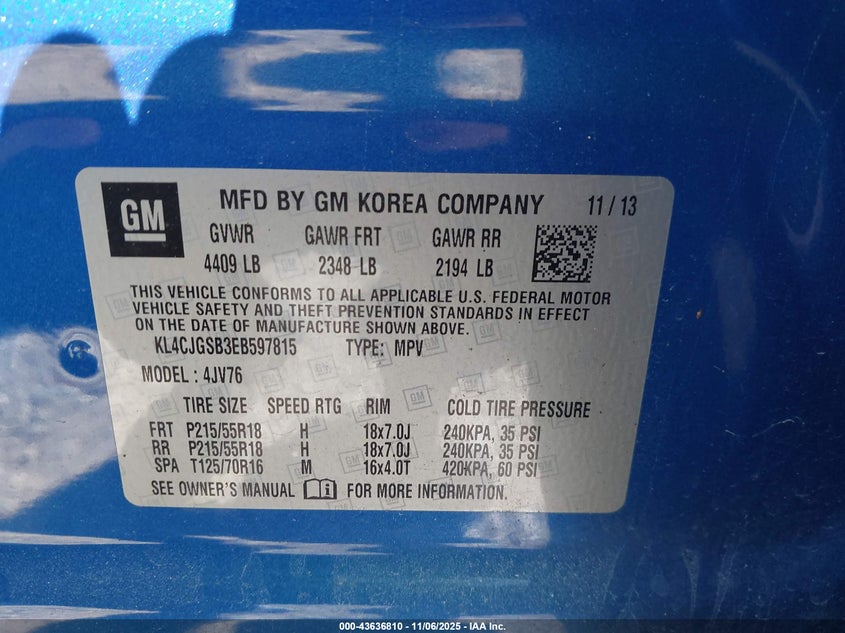 GM MFD BY GM KOREA COMPANY 11 / 13
GVWR GAWR FRT GAWR RR
4409 LB 2348 LB 2194 LB
THIS VEHICLE CONFORMS TO ALL APPLICABLE U.S. FEDERAL MOTOR
VEHICLE SAFETY AND THEFT PREVENTION STANDARDS IN EFFECT
ON THE DATE OF MANUFACTURE SHOWN ABOVE.
KL4CJGSB3EB597815 TYPE: MPV
MODEL : 4JV76
TIRE SIZE SPEED RTG RIM COLD TIRE PRESSURE
FRT P215/55R18 H 18x7.0J 240KPA, 35 PSI
RR P215/55R18 H 18x7.0J 240KPA, 35 PSI
SPA T125/70R16 M 16x4.0T 420KPA, 60 PSI
SEE OWNER'S MANUAL FOR MORE INFORMATION.
000-43636810 - 11/06/2025 - IAA Inc.